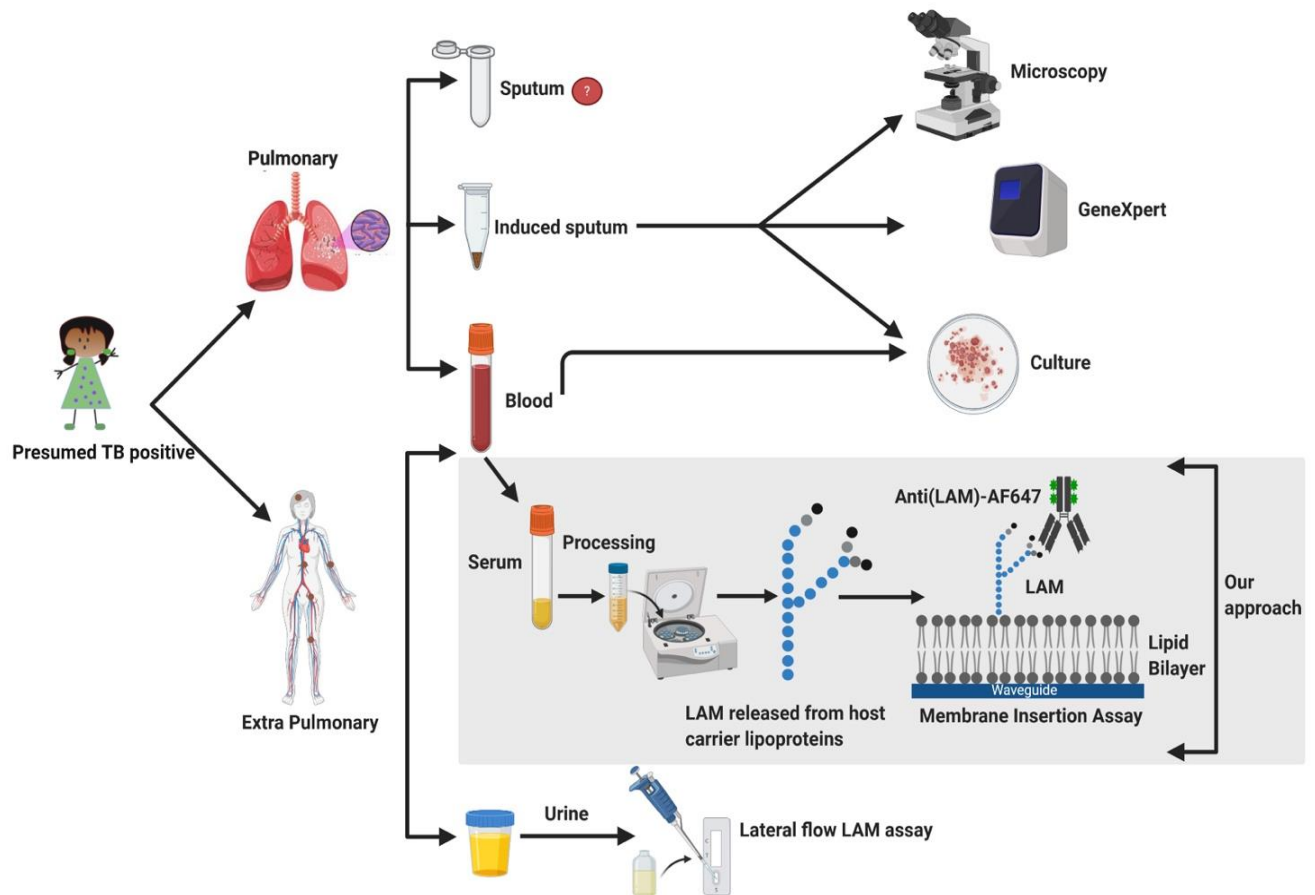 Sputum
?
Microscopy
Pulmonary
GeneXpert
Induced sputum
Culture
Blood
Presumed TB positive
Anti(LAM)-AF647
Serum
Processing
LAM
Our
approach
Lipid
Bilayer
Waveguide
LAM released from host
carrier lipoproteins
Membrane Insertion Assay
Extra Pulmonary
Urine
Lateral flow LAM assay
C
T
S